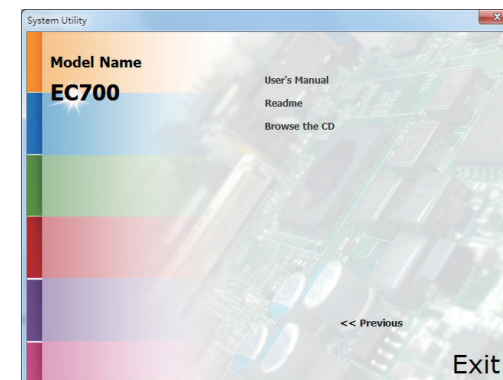 System Utility
Model Name
EC700
User's Manual
Readme
Browse the CD
<< Previous
Exit